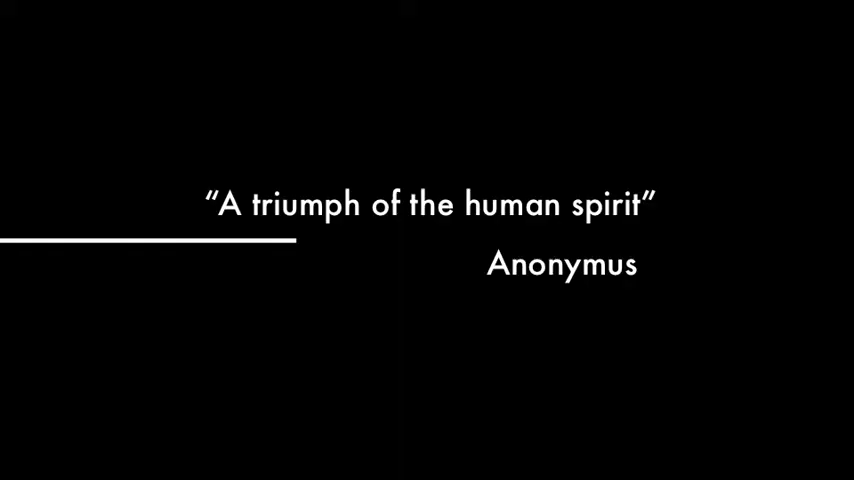 “A triumph of the human spirit”
Anonymus